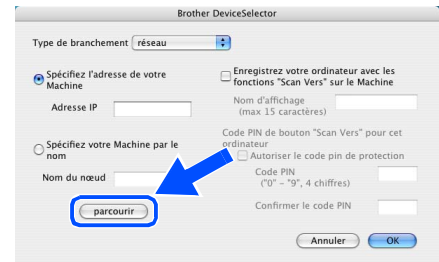 Brother DeviceSelector
Type de branchement réseau
Spécifiez l'adresse de votre
Machine
Adresse IP
Spécifiez votre Machine par le
nom
Nom du nœud
parcourir
Enregistrez votre ordinateur avec les
fonctions "Scan Vers" sur le Machine
Nom d'affichage
(max 15 caractères)
Code PIN de bouton "Scan Vers" pour cet
ordinateur
Autoriser le code pin de protection
Code PIN
("0" – "9", 4 chiffres)
Confirmer le code PIN
Annuler OK